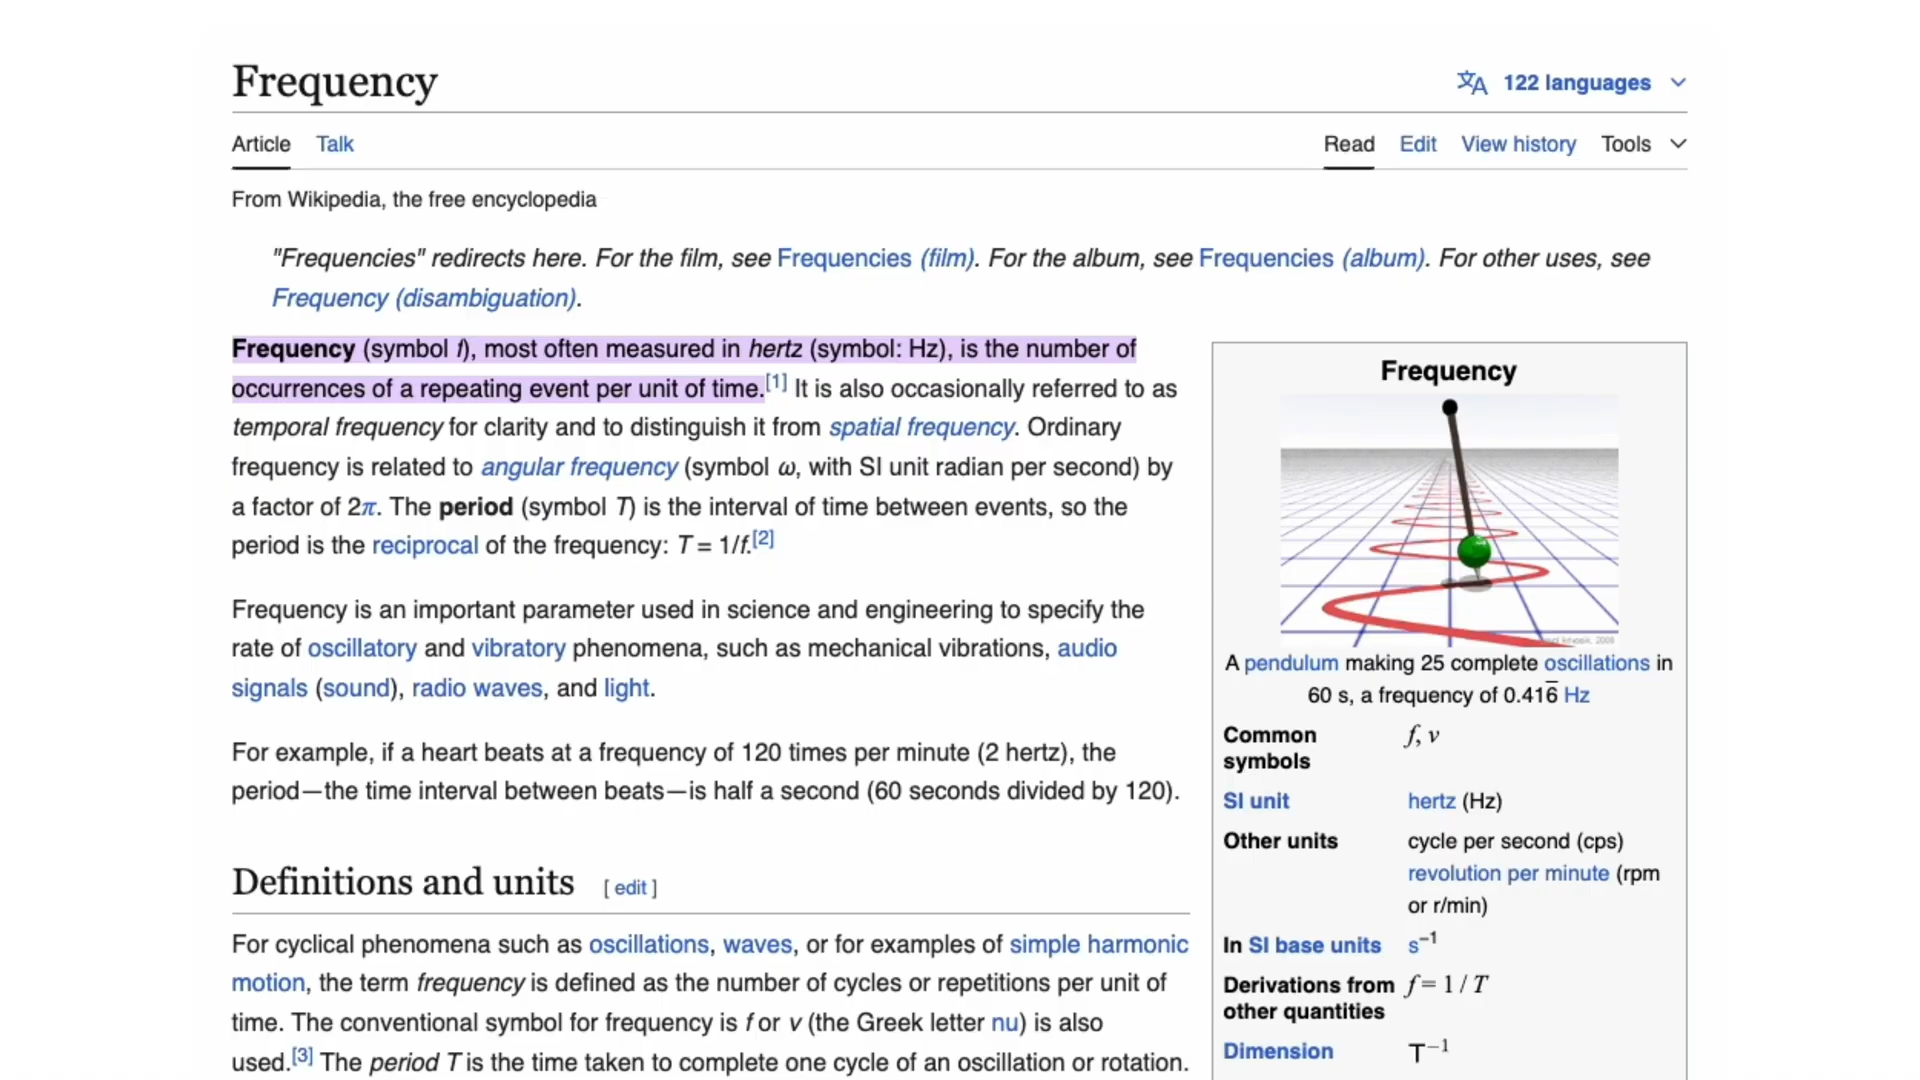 Frequency
122 languages
Article Talk
Read Edit View history Tools
From Wikipedia, the free encyclopedia
"Frequencies" redirects here. For the film, see Frequencies (film). For the album, see Frequencies (album). For other uses, see
Frequency (disambiguation).
Frequency (symbol f), most often measured in hertz (symbol: Hz), is the number of
occurrences of a repeating event per unit of time.[1] It is also occasionally referred to as
temporal frequency for clarity and to distinguish it from spatial frequency. Ordinary
frequency is related to angular frequency (symbol ω, with SI unit radian per second) by
a factor of 2π. The period (symbol T) is the interval of time between events, so the
period is the reciprocal of the frequency: T = 1/f.[2]
Frequency is an important parameter used in science and engineering to specify the
rate of oscillatory and vibratory phenomena, such as mechanical vibrations, audio
signals (sound), radio waves, and light.
For example, if a heart beats at a frequency of 120 times per minute (2 hertz), the
period—the time interval between beats—is half a second (60 seconds divided by 120).
Definitions and units [ edit ]
For cyclical phenomena such as oscillations, waves, or for examples of simple harmonic
motion, the term frequency is defined as the number of cycles or repetitions per unit of
time. The conventional symbol for frequency is f or ν (the Greek letter nu) is also
used.[3] The period T is the time taken to complete one cycle of an oscillation or rotation.
Frequency
A pendulum making 25 complete oscillations in
60 s, a frequency of 0.416̅ Hz
Common
symbols
f, ν
SI unit
hertz (Hz)
Other units
cycle per second (cps)
revolution per minute (rpm
or r/min)
In SI base units
s⁻¹
Derivations from
other quantities
f = 1 / T
Dimension
T⁻¹